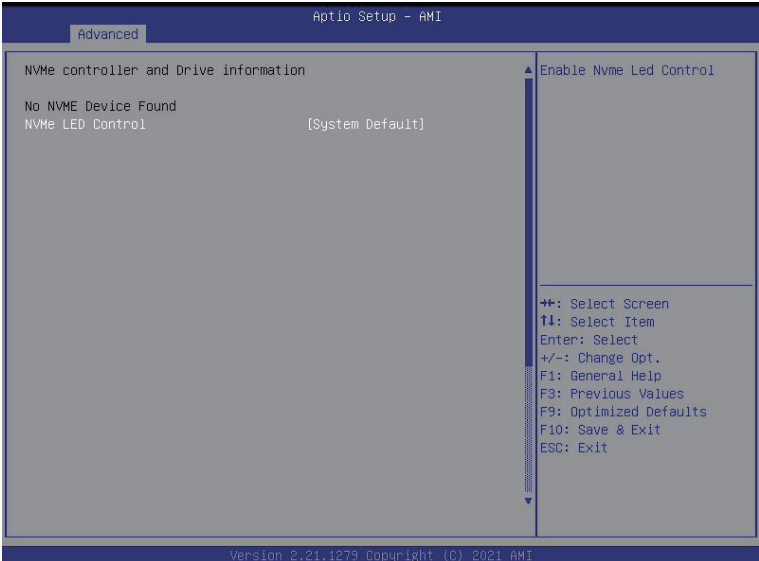 Aptio Setup – AMI
Advanced
NVMe controller and Drive information
No NVME Device Found
NVMe LED Control [System Default]
Enable Nvme Led Control
→←: Select Screen
↑↓: Select Item
Enter: Select
+/-: Change Opt.
F1: General Help
F3: Previous Values
F9: Optimized Defaults
F10: Save & Exit
ESC: Exit
Version 2.21.1279 Copyright (C) 2021 AMI